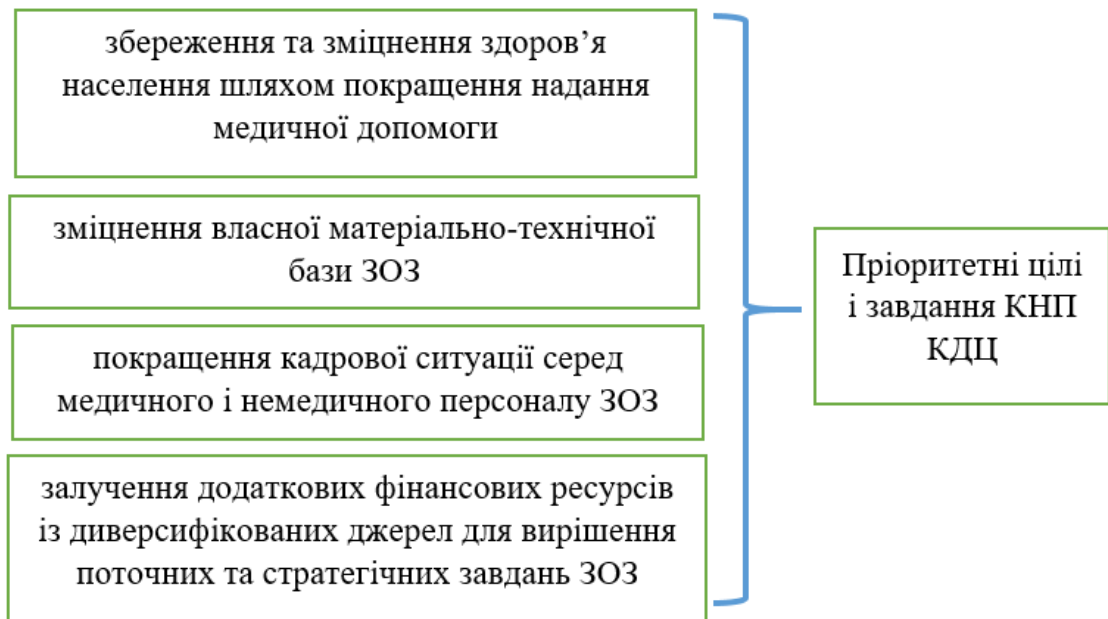 збереження та зміцнення здоров’я
населення шляхом покращення надання
медичної допомоги
зміцнення власної матеріально-технічної
бази ЗОЗ
покращення кадрової ситуації серед
медичного і немедичного персоналу ЗОЗ
залучення додаткових фінансових ресурсів
із диверсифікованих джерел для вирішення
поточних та стратегічних завдань ЗОЗ
Пріоритетні цілі
і завдання КНП
КДЦ